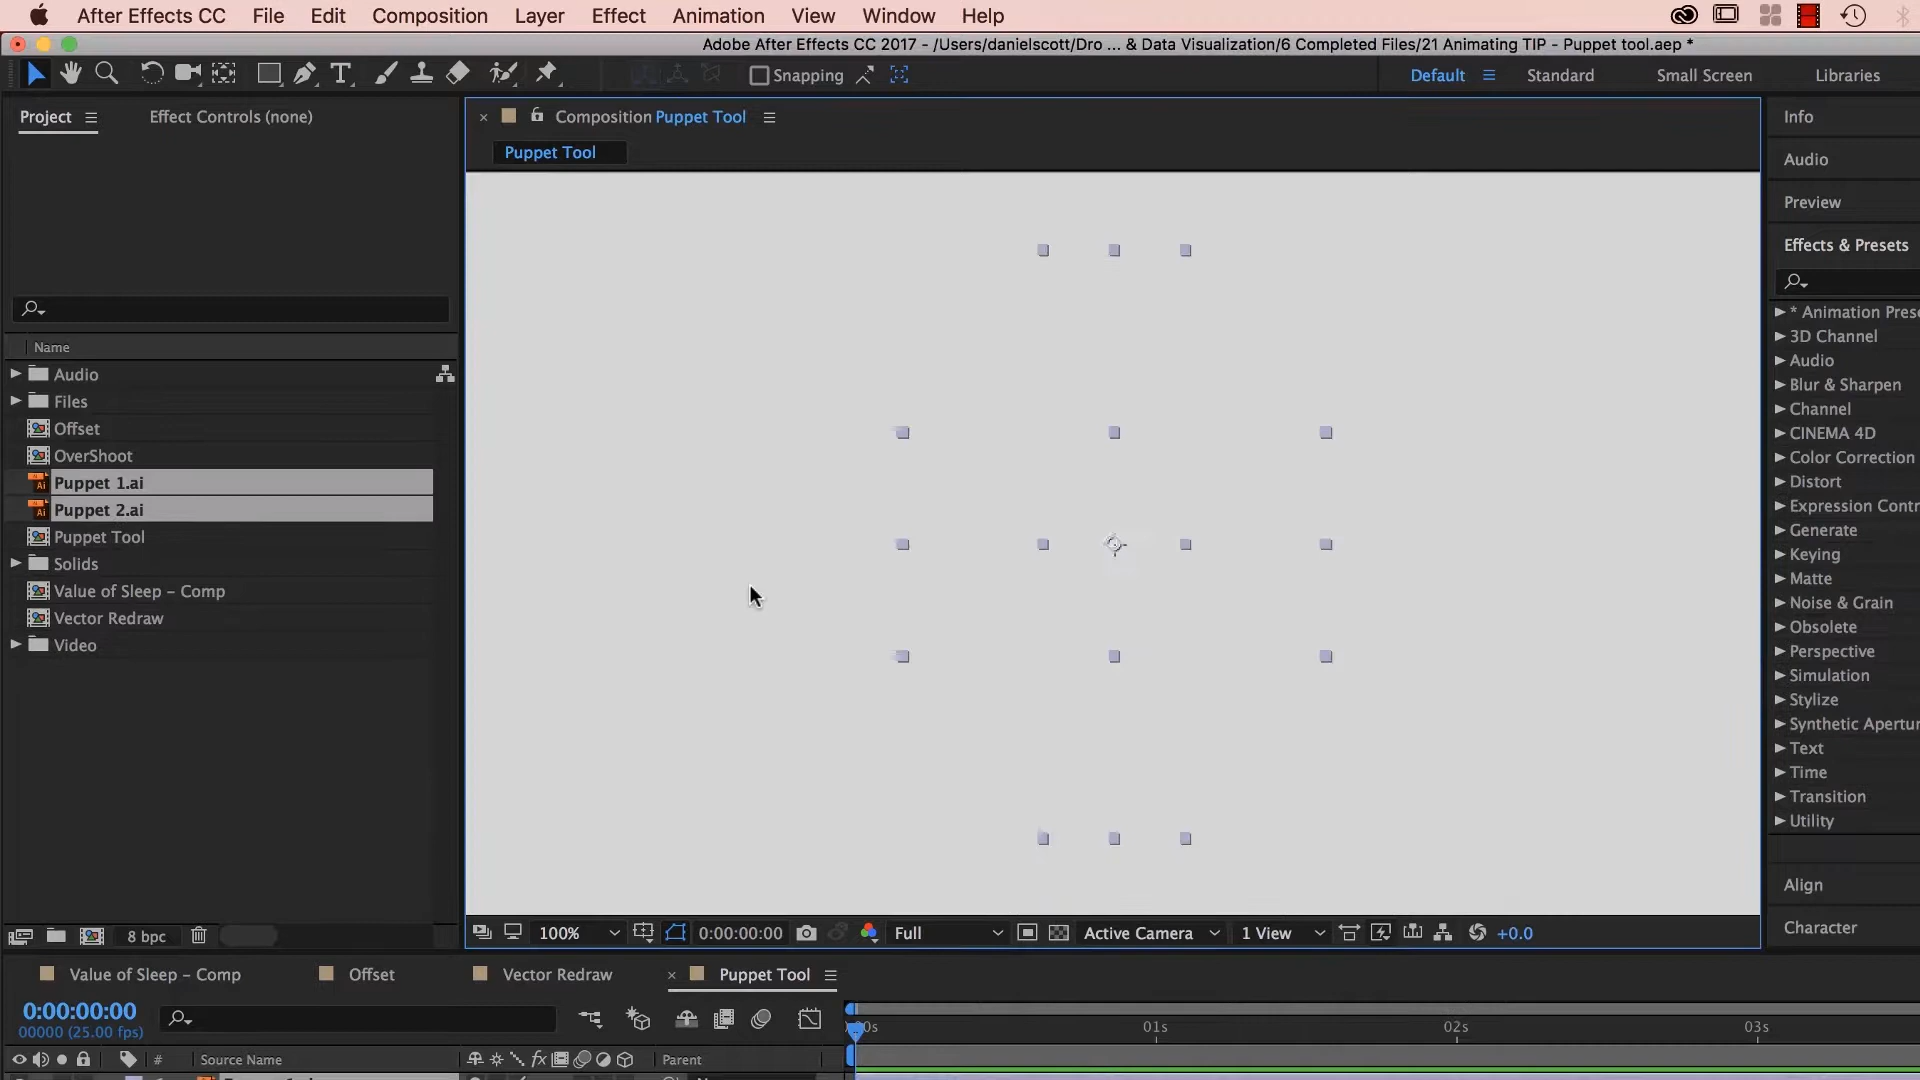 After Effects CC File Edit Composition Layer Effect Animation View Window Help
Adobe After Effects CC 2017 - /Users/danielscott/Dro ... & Data Visualization/6 Completed Files/21 Animating TIP - Puppet tool.aep *
Snapping Default Standard Small Screen Libraries
Project Effect Controls (none)
Composition Puppet Tool
Puppet Tool
Name
Audio
Files
Offset
OverShoot
Puppet 1.ai
Puppet 2.ai
Puppet Tool
Solids
Value of Sleep – Comp
Vector Redraw
Video
8 bpc
100% 0:00:00:00 Full Active Camera 1 View +0.0
Info
Audio
Preview
Effects & Presets
* Animation Prese
3D Channel
Audio
Blur & Sharpen
Channel
CINEMA 4D
Color Correction
Distort
Expression Contr
Generate
Keying
Matte
Noise & Grain
Obsolete
Perspective
Simulation
Stylize
Synthetic Apertur
Text
Time
Transition
Utility
Align
Character
Value of Sleep – Comp Offset Vector Redraw Puppet Tool
0:00:00:00
00000 (25.00 fps)
00s 01s 02s 03s
# Source Name fx Parent